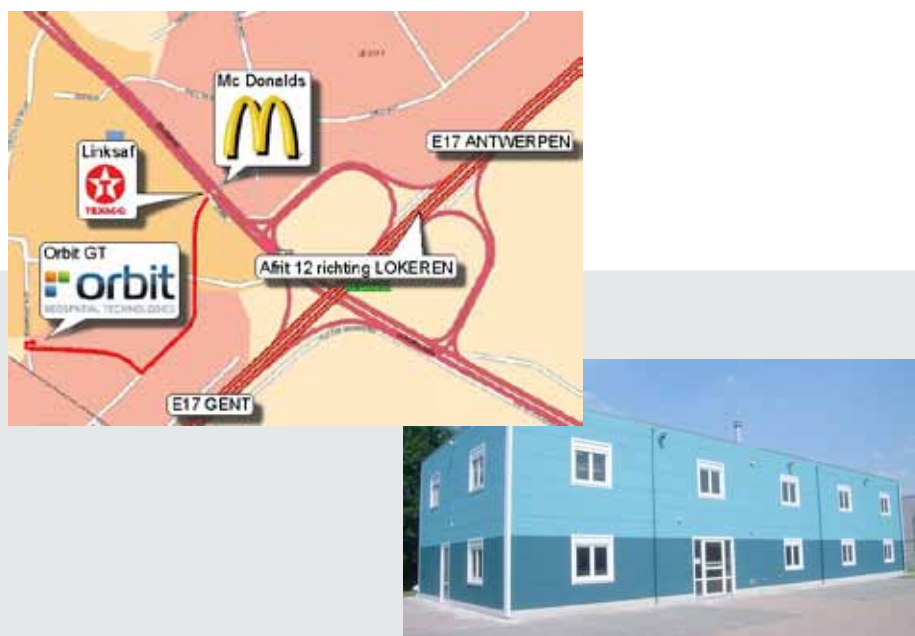 Mc Donalds
E17 ANTWERPEN
Linksaf
TEXACO
Afrit 12 richting LOKEREN
Orbit GT
orbit
GEOSPATIAL TECHNOLOGIES
E17 GENT